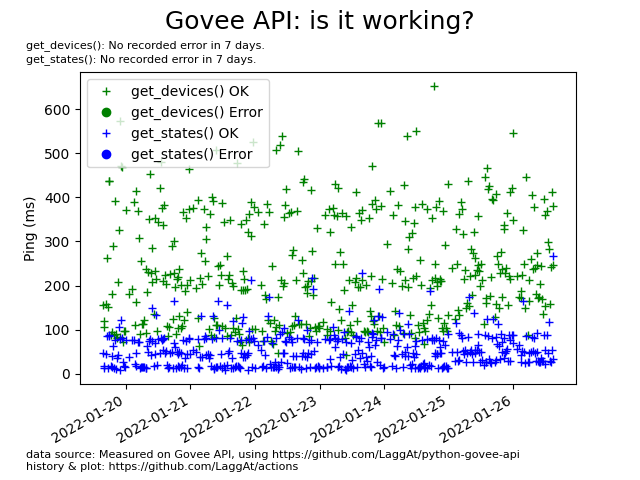 Govee API: is it working?
get_devices(): No recorded error in 7 days.
get_states(): No recorded error in 7 days.
get_devices() OK
get_devices() Error
get_states() OK
get_states() Error
600
500
400
300
200
100
0
Ping (ms)
2022-01-20
2022-01-21
2022-01-22
2022-01-23
2022-01-24
2022-01-25
2022-01-26
data source: Measured on Govee API, using https://github.com/LaggAt/python-govee-api
history & plot: https://github.com/LaggAt/actions